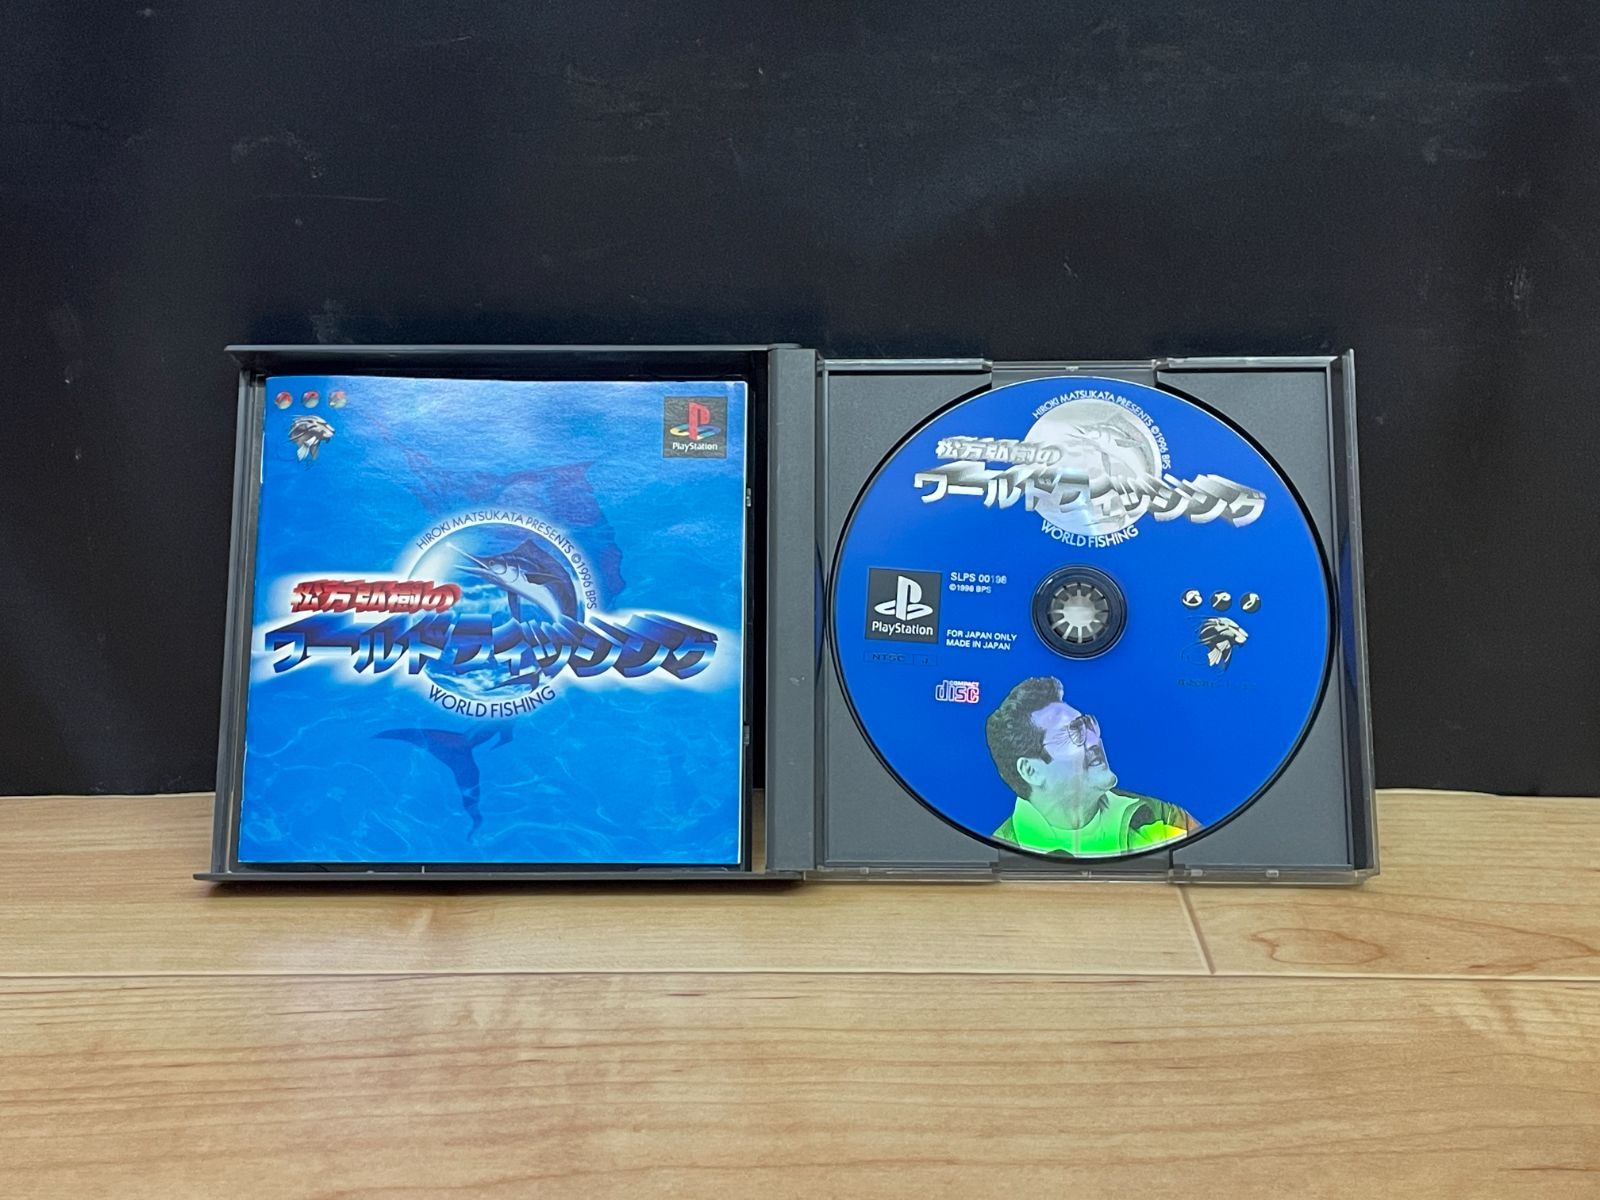 PlayStation
HIROKI MATSUKATA PRESENTS ©1996 BPS
松方弘樹の
ワールドフィッシング
WORLD FISHING
HIROKI MATSUKATA PRESENTS ©1996 BPS
松方弘樹の
ワールドフィッシング
WORLD FISHING
PlayStation
SLPS 00198
©1996 BPS
FOR JAPAN ONLY
MADE IN JAPAN
NTSC J
COMPACT
disc
BPS